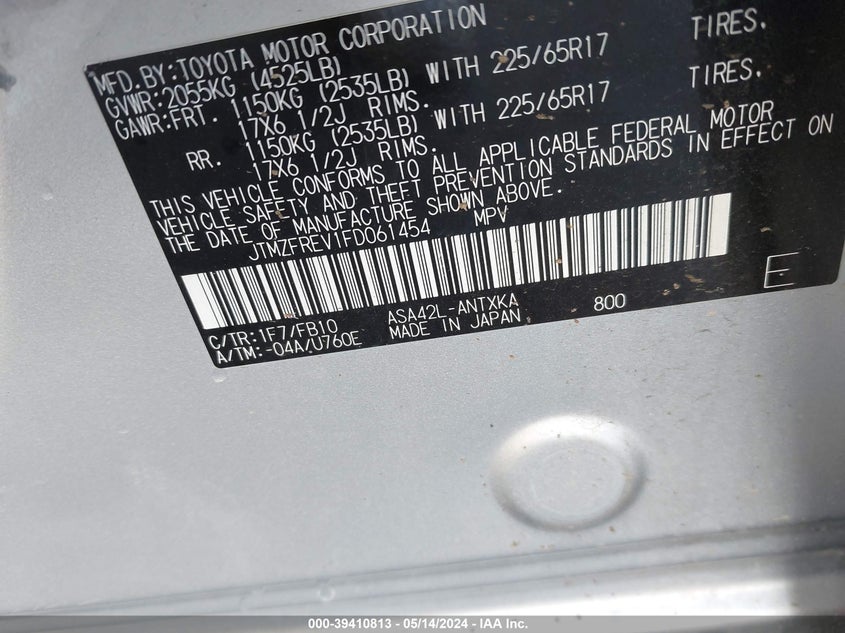 MFD.BY:TOYOTA MOTOR CORPORATION
GVWR:2055KG (4525LB)
GAWR:FRT. 1150KG (2535LB) WITH 225/65R17 TIRES.
17X6 1/2J RIMS.
RR. 1150KG (2535LB) WITH 225/65R17 TIRES.
17X6 1/2J RIMS.
THIS VEHICLE CONFORMS TO ALL APPLICABLE FEDERAL MOTOR
VEHICLE SAFETY AND THEFT PREVENTION STANDARDS IN EFFECT ON
THE DATE OF MANUFACTURE SHOWN ABOVE.
JTMZFREV1FD061454 MPV
C/TR:1F7/FB10 ASA42L-ANTXKA 800 E
A/TM:-04A/U760E MADE IN JAPAN
000-39410813 - 05/14/2024 - IAA Inc.